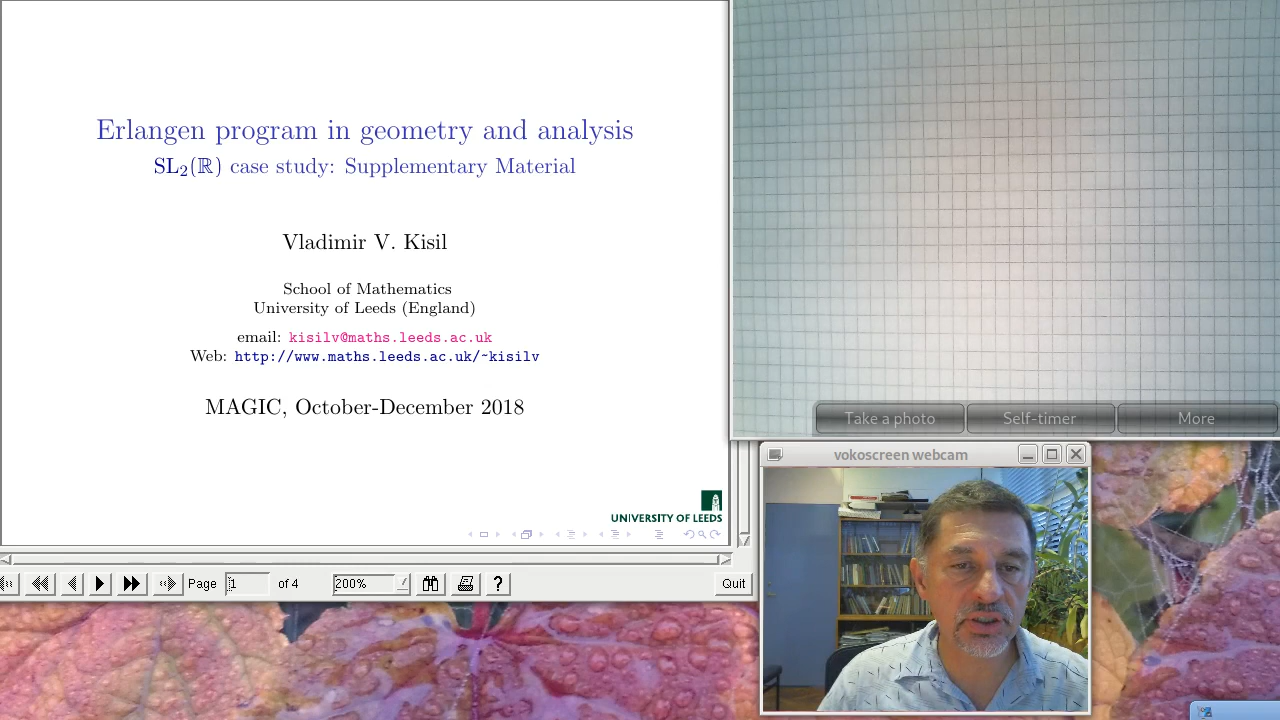 Erlangen program in geometry and analysis
SL₂(ℝ) case study: Supplementary Material
Vladimir V. Kisil
School of Mathematics
University of Leeds (England)
email: kisilv@maths.leeds.ac.uk
Web: http://www.maths.leeds.ac.uk/~kisilv
MAGIC, October-December 2018
UNIVERSITY OF LEEDS
Page 1 of 4 200% ? Quit
Take a photo Self-timer More
vokoscreen webcam